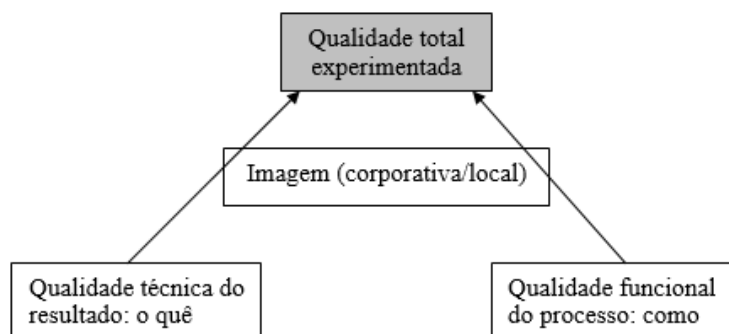 Qualidade total
experimentada
Imagem (corporativa/local)
Qualidade técnica do
resultado: o quê
Qualidade funcional
do processo: como